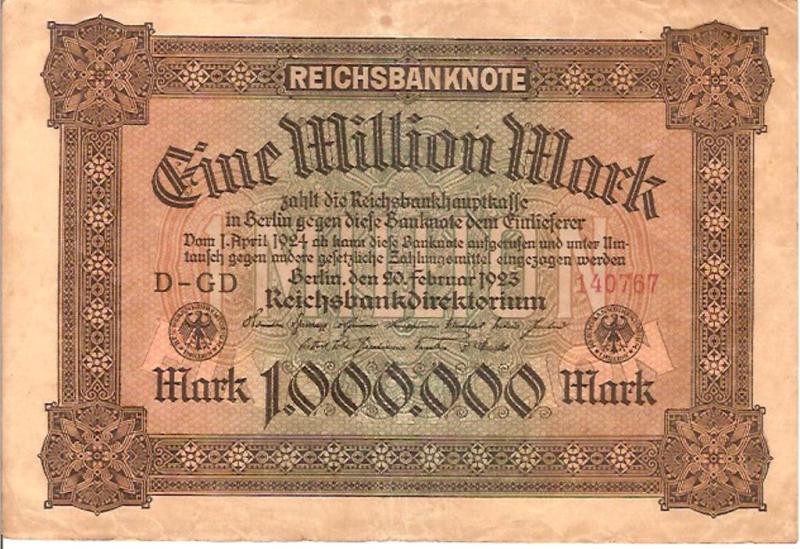 REICHSBANKNOTE
Eine Million Mark
zahlt die Reichsbankhauptkasse
in Berlin gegen diese Banknote dem Einlieferer
Vom 1. April 1924 ab kann diese Banknote aufgerufen und unter Um-
tausch gegen andere gesetzliche Zahlungsmittel eingezogen werden
Berlin, den 20. Februar 1923
D-GD 140767
Reichsbankdirektorium
Mark 1.000.000 Mark